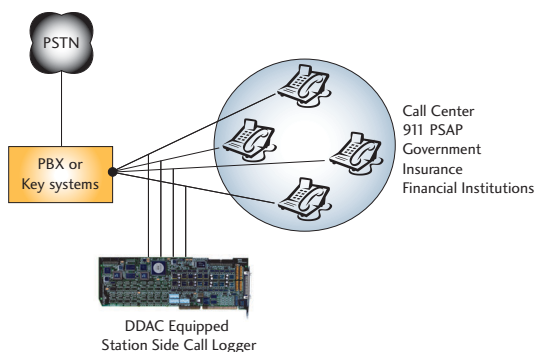 PSTN
PBX or
Key systems
Call Center
911 PSAP
Government
Insurance
Financial Institutions
DDAC Equipped
Station Side Call Logger